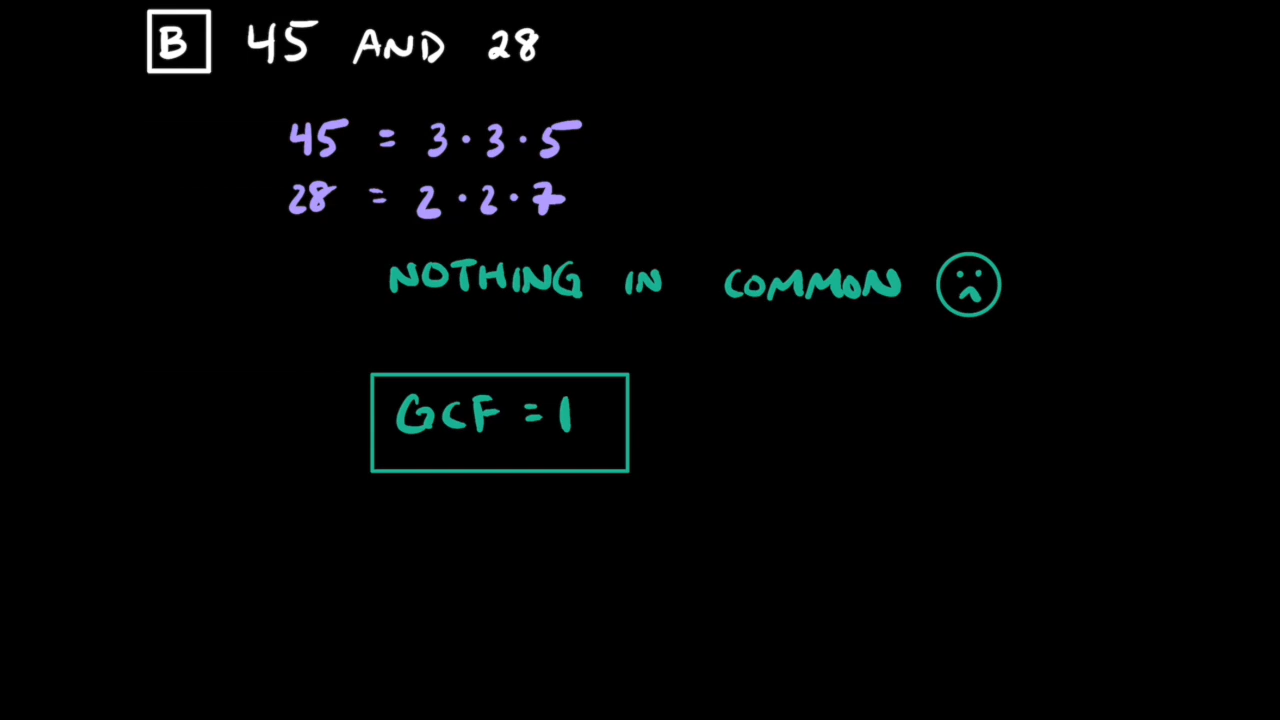 B 45 AND 28
45 = 3 · 3 · 5
28 = 2 · 2 · 7
NOTHING IN COMMON
GCF = 1